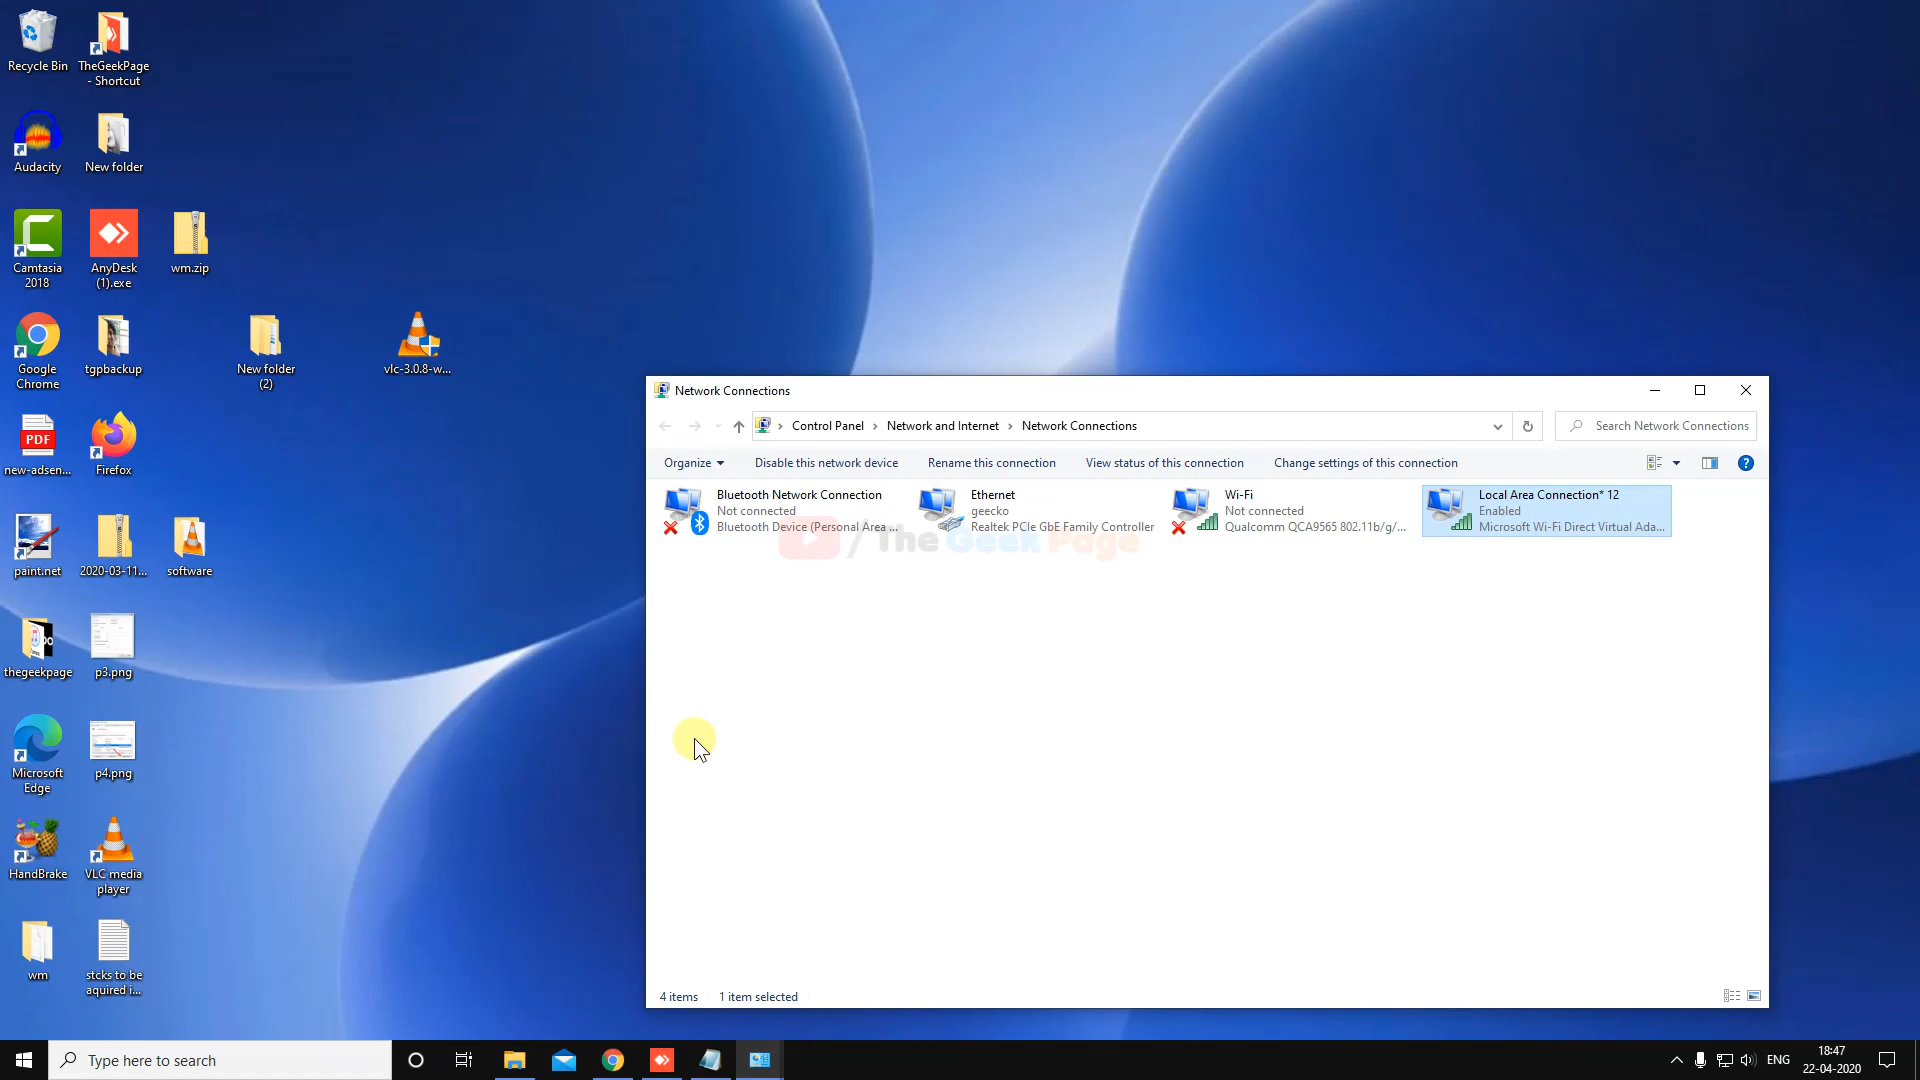 Recycle Bin
TheGeekPage
- Shortcut
Audacity
New folder
Camtasia
2018
AnyDesk
(1).exe
wm.zip
Google
Chrome
tgpbackup
New folder
(2)
vlc-3.0.8-w...
PDF
new-adsen...
Firefox
paint.net
2020-03-11...
software
thegeekpage
p3.png
Microsoft
Edge
p4.png
HandBrake
VLC media
player
wm
stcks to be
aquired i...
Network Connections
Control Panel > Network and Internet > Network Connections
Search Network Connections
Organize
Disable this network device
Rename this connection
View status of this connection
Change settings of this connection
Bluetooth Network Connection
Not connected
Bluetooth Device (Personal Area ...
Ethernet
geecko
Realtek PCIe GbE Family Controller
Wi-Fi
Not connected
Qualcomm QCA9565 802.11b/g/...
Local Area Connection* 12
Enabled
Microsoft Wi-Fi Direct Virtual Ada...
/ The Geek Page
4 items
1 item selected
Type here to search
ENG
18:47
22-04-2020